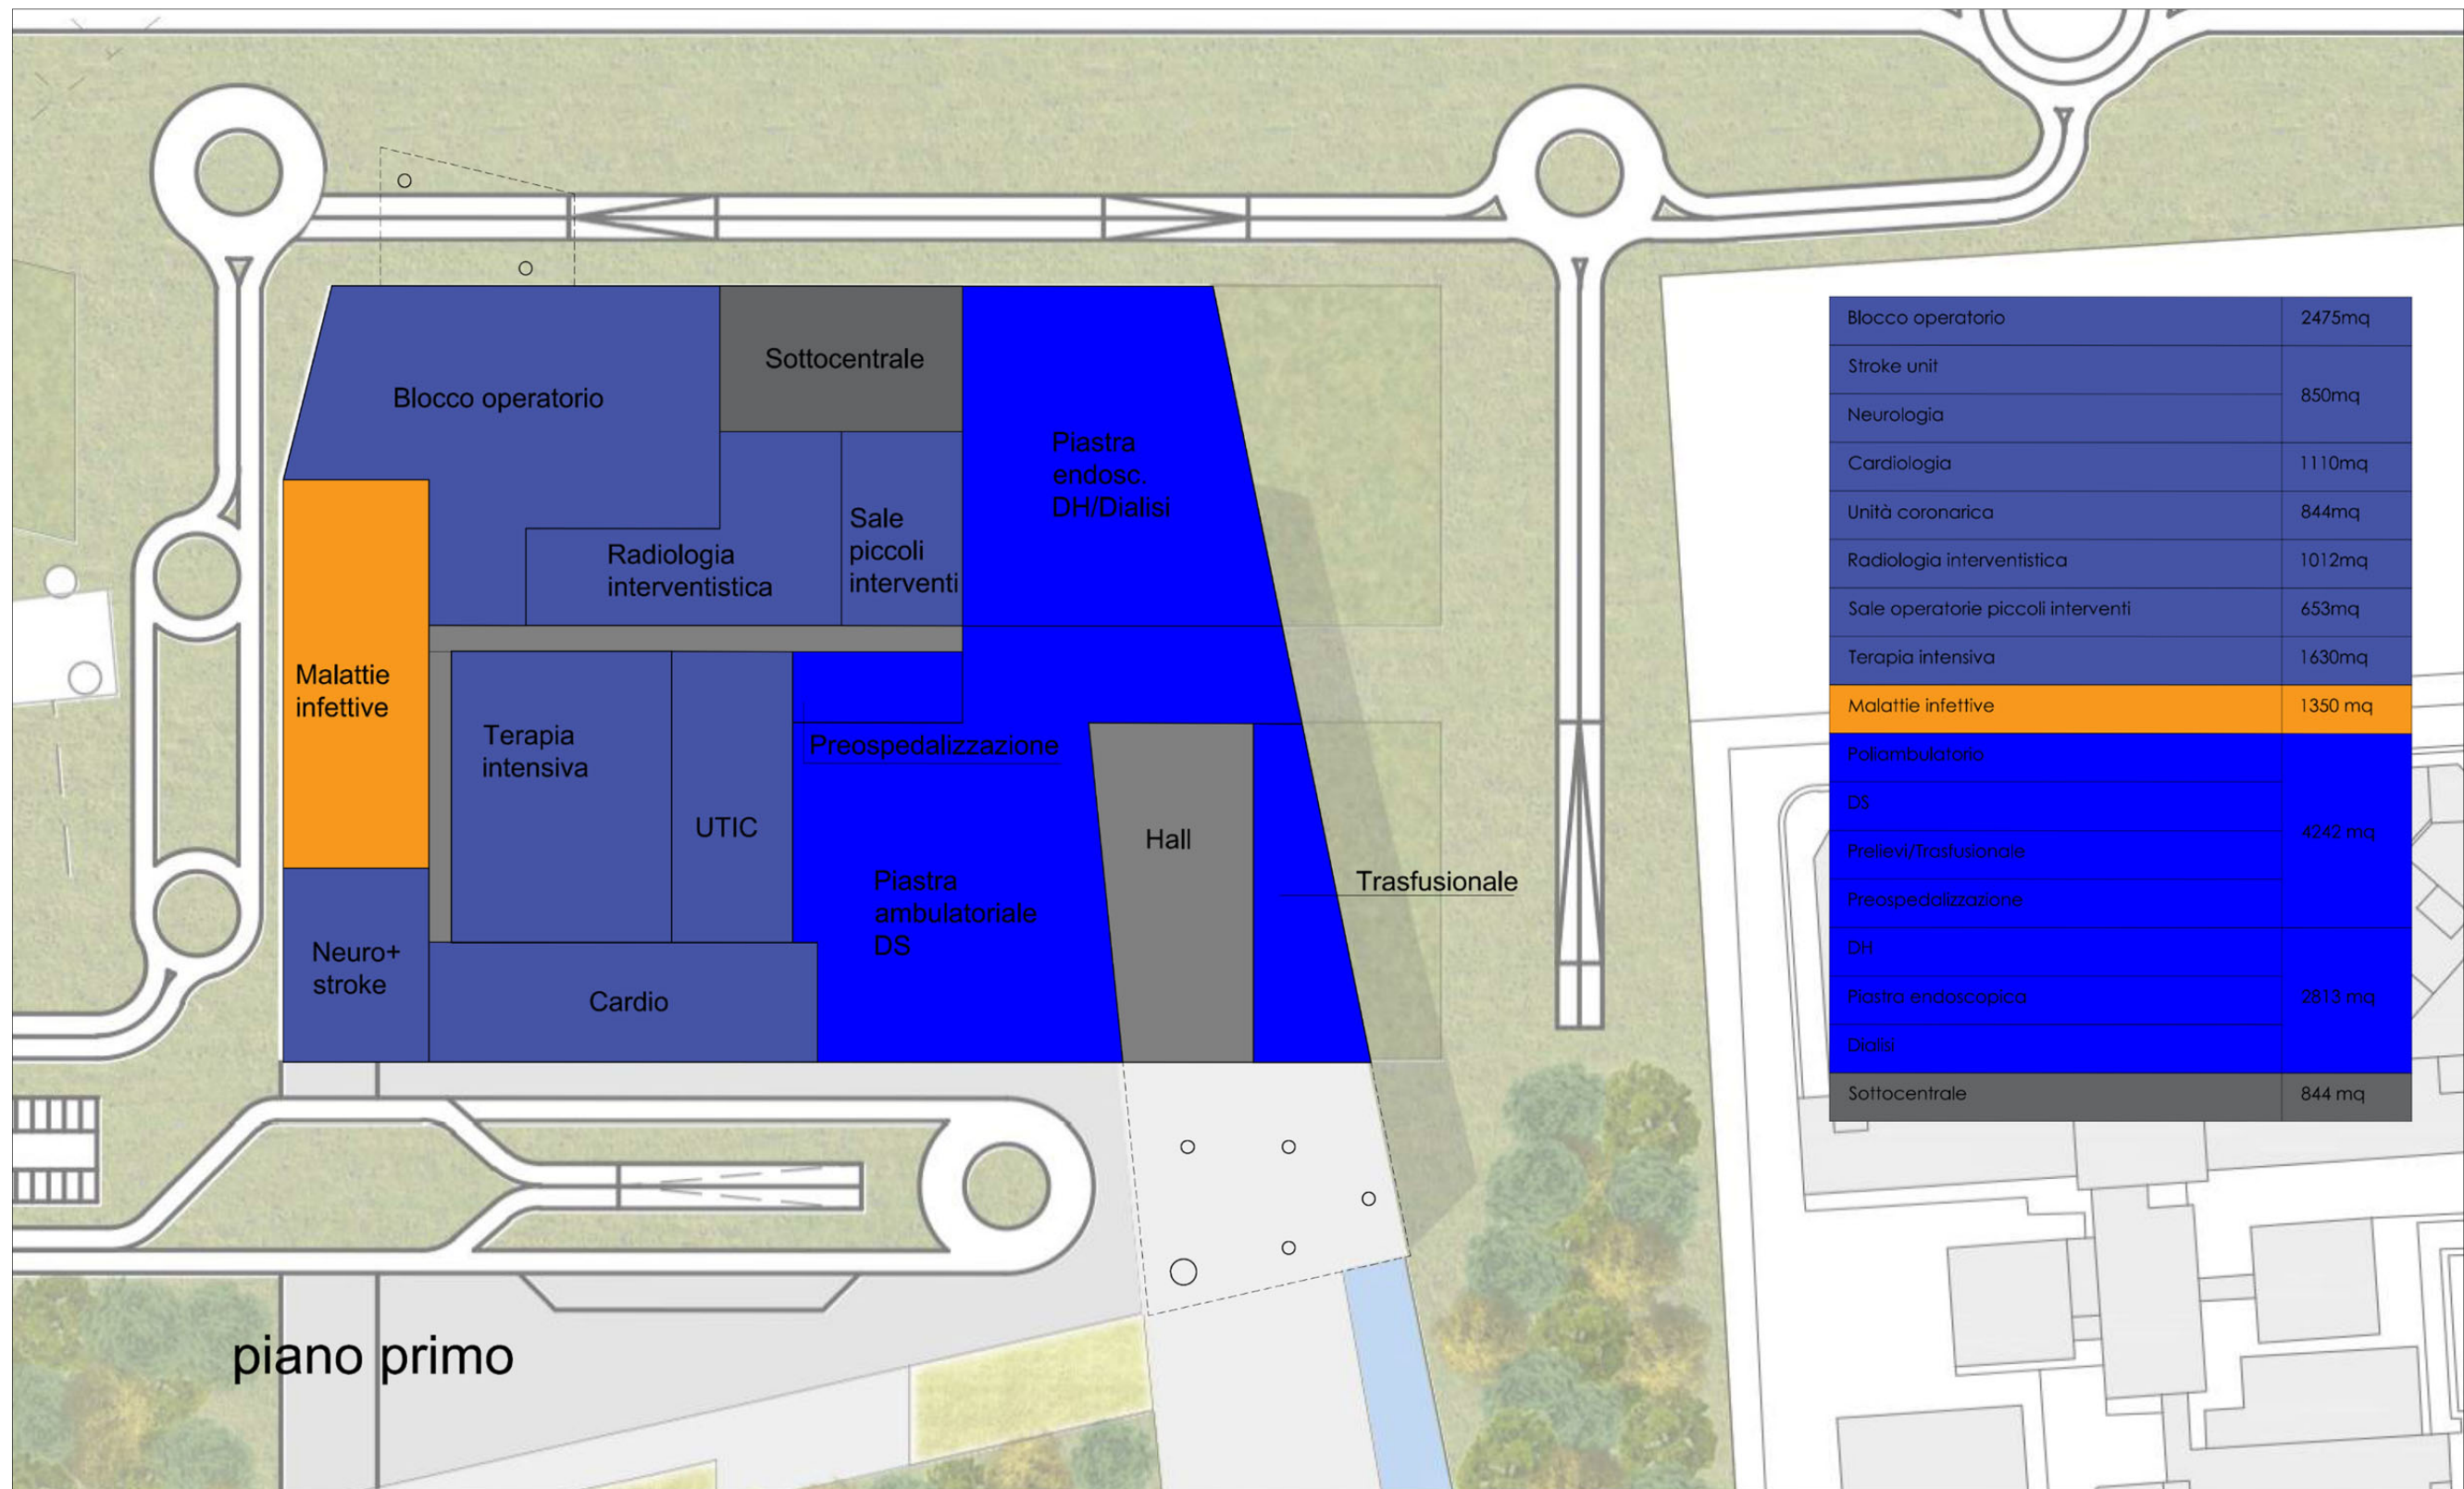 Blocco operatorio
Sottocentrale
Piastra
endosc.
DH/Dialisi
Radiologia
interventistica
Sale
piccoli
interventi
Malattie
infettive
Terapia
intensiva
UTIC
Preospedalizzazione
Hall
Piastra
ambulatoriale
DS
Trasfusionale
Neuro+
stroke
Cardio
piano primo
Blocco operatorio 2475mq
Stroke unit
850mq
Neurologia
Cardiologia 1110mq
Unità coronarica 844mq
Radiologia interventistica 1012mq
Sale operatorie piccoli interventi 653mq
Terapia intensiva 1630mq
Malattie infettive 1350 mq
Poliambulatorio
DS
4242 mq
Prelievi/Trasfusionale
Preospedalizzazione
DH
Piastra endoscopica 2813 mq
Dialisi
Sottocentrale 844 mq